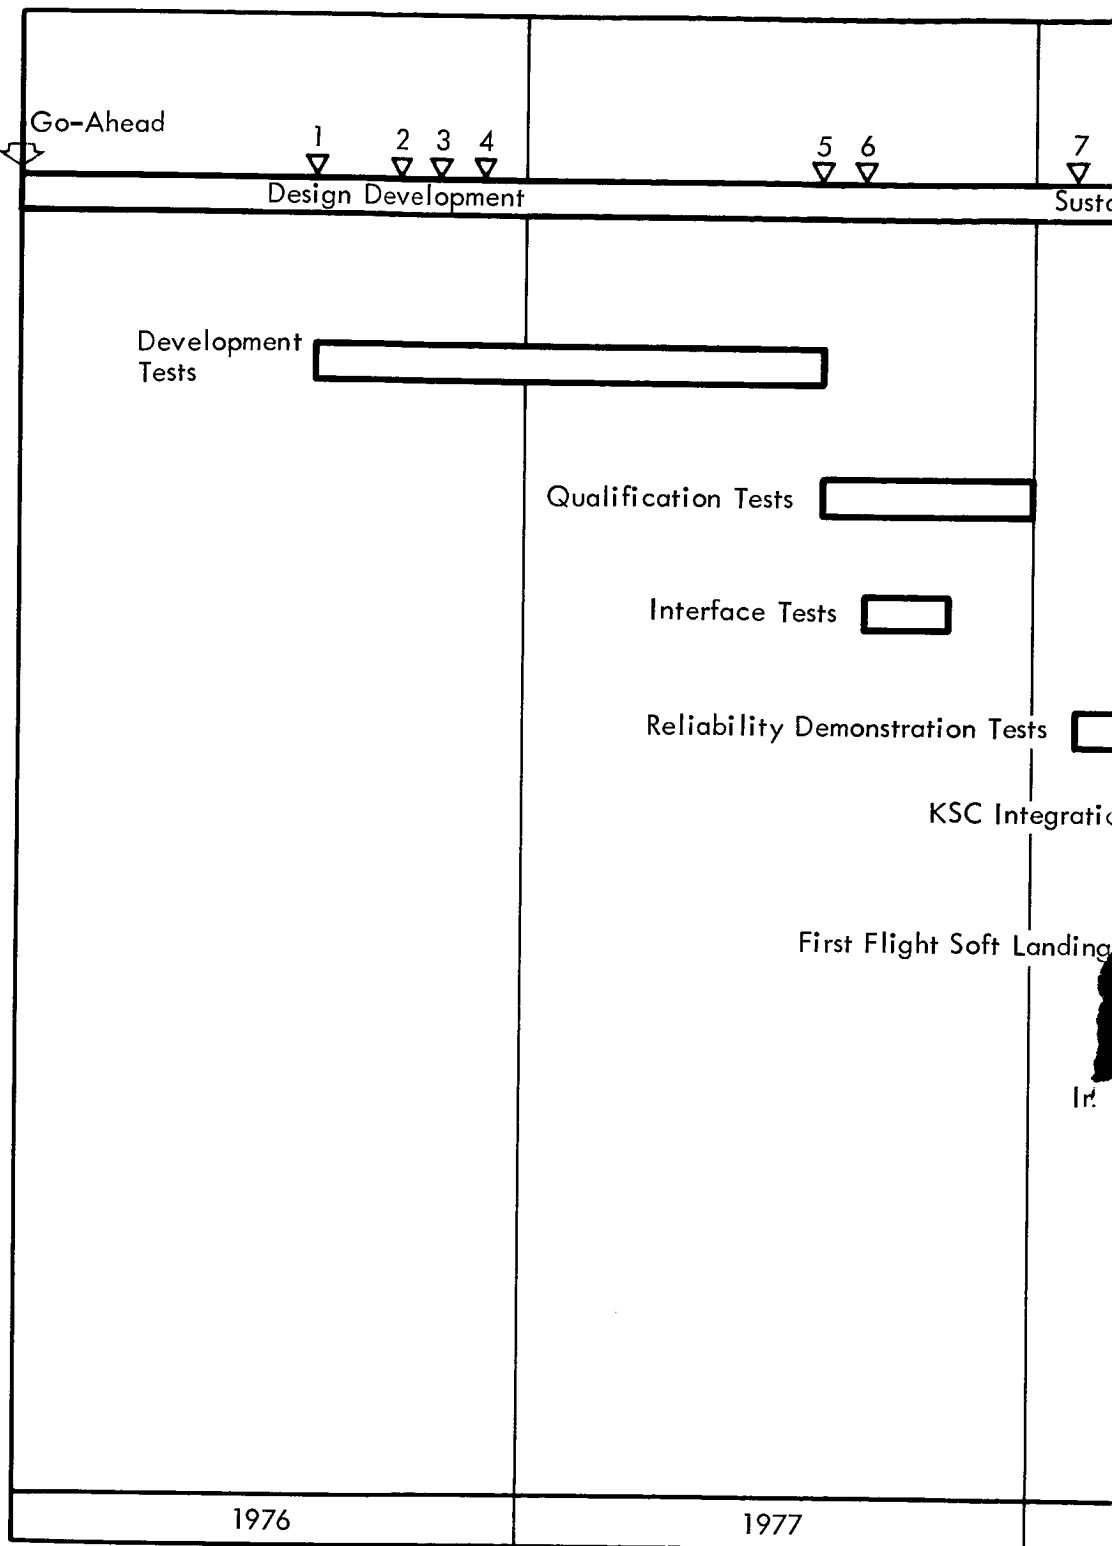 Go-Ahead
1 2 3 4 5 6 7
Design Development
Development
Tests
Qualification Tests
Interface Tests
Reliability Demonstration Tests
KSC
First Flight Soft Landing
1976 1977